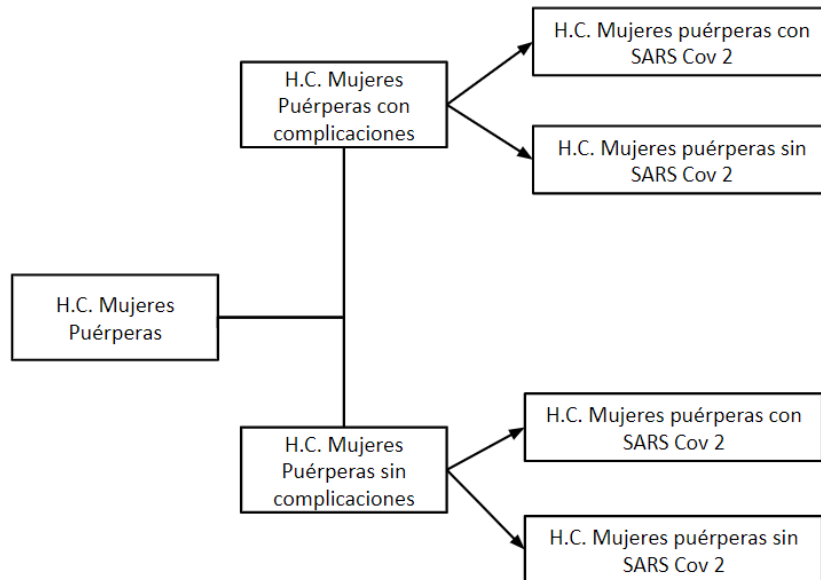 H.C. Mujeres puérperas con
SARS Cov 2
H.C. Mujeres
Puérperas con
complicaciones
H.C. Mujeres puérperas sin
SARS Cov 2
H.C. Mujeres
Puérperas
H.C. Mujeres puérperas con
SARS Cov 2
H.C. Mujeres
Puérperas sin
complicaciones
H.C. Mujeres puérperas sin
SARS Cov 2